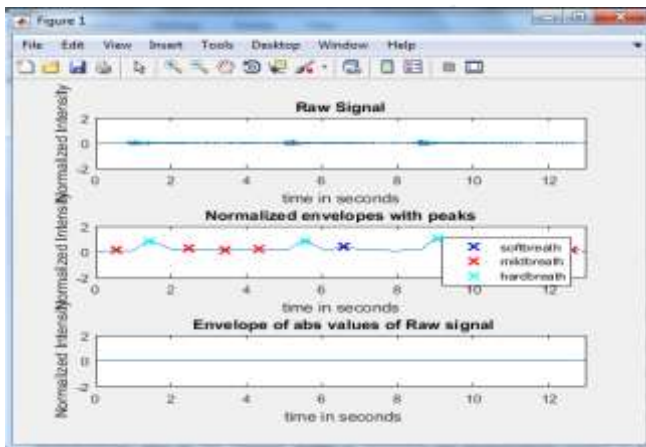 Figure 1
File Edit View Insert Tools Desktop Window Help
Raw Signal
Normalized Intensity
2
0
-2
0 2 4 6 8 10 12
time in seconds
Normalized envelopes with peaks
Normalized Intensity
2
0
-2
softbreath
mildbreath
hardbreath
0 2 4 6 8 10 12
time in seconds
Envelope of abs values of Raw signal
Normalized Intensity
2
0
-2
0 2 4 6 8 10 12
time in seconds